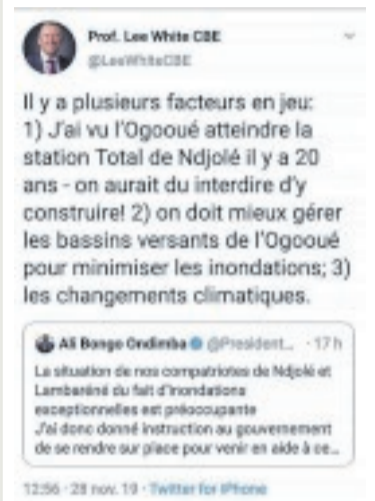 Prof. Lee White CBE
@LeeWhiteCBE
Il y a plusieurs facteurs en jeu:
1) J'ai vu l'Ogooué atteindre la
station Total de Ndjolé il y a 20
ans - on aurait du interdire d'y
construire! 2) on doit mieux gérer
les bassins versants de l'Ogooué
pour minimiser les inondations; 3)
les changements climatiques.
Ali Bongo Ondimba @President... · 17 h
La situation de nos compatriotes de Ndjolé et
Lambaréné du fait d'inondations
exceptionnelles est préoccupante
J'ai donc donné instruction au gouvernement
de se rendre sur place pour venir en aide à ce...
12:56 · 28 nov. 19 · Twitter for iPhone